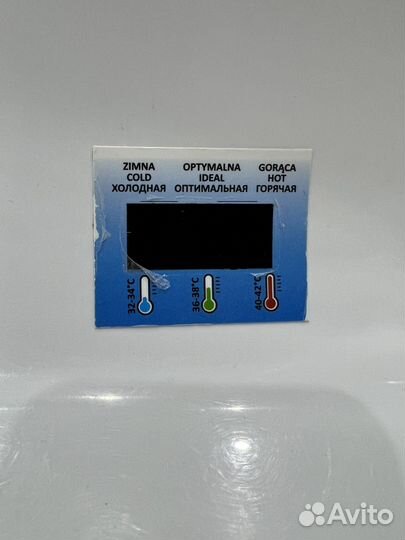 ZIMNA OPTYMALNA GORĄCA
COLD IDEAL HOT
ХОЛОДНАЯ ОПТИМАЛЬНАЯ ГОРЯЧАЯ
32-34°C 36-38°C 40-42°C
Avito